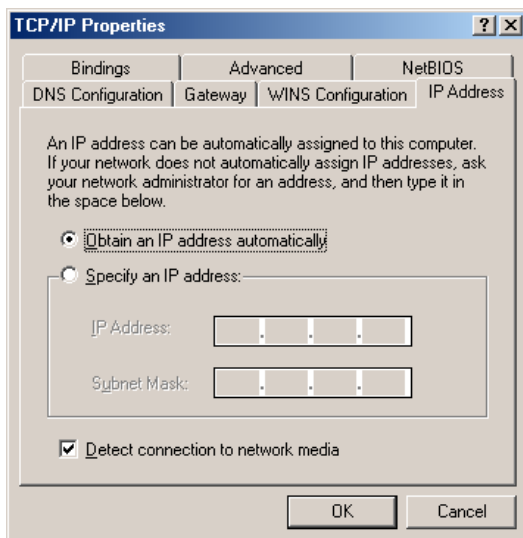 TCP/IP Properties
Bindings Advanced NetBIOS
DNS Configuration Gateway WINS Configuration IP Address
An IP address can be automatically assigned to this computer.
If your network does not automatically assign IP addresses, ask
your network administrator for an address, and then type it in
the space below.
Obtain an IP address automatically
Specify an IP address:
IP Address:
Subnet Mask:
Detect connection to network media
OK Cancel